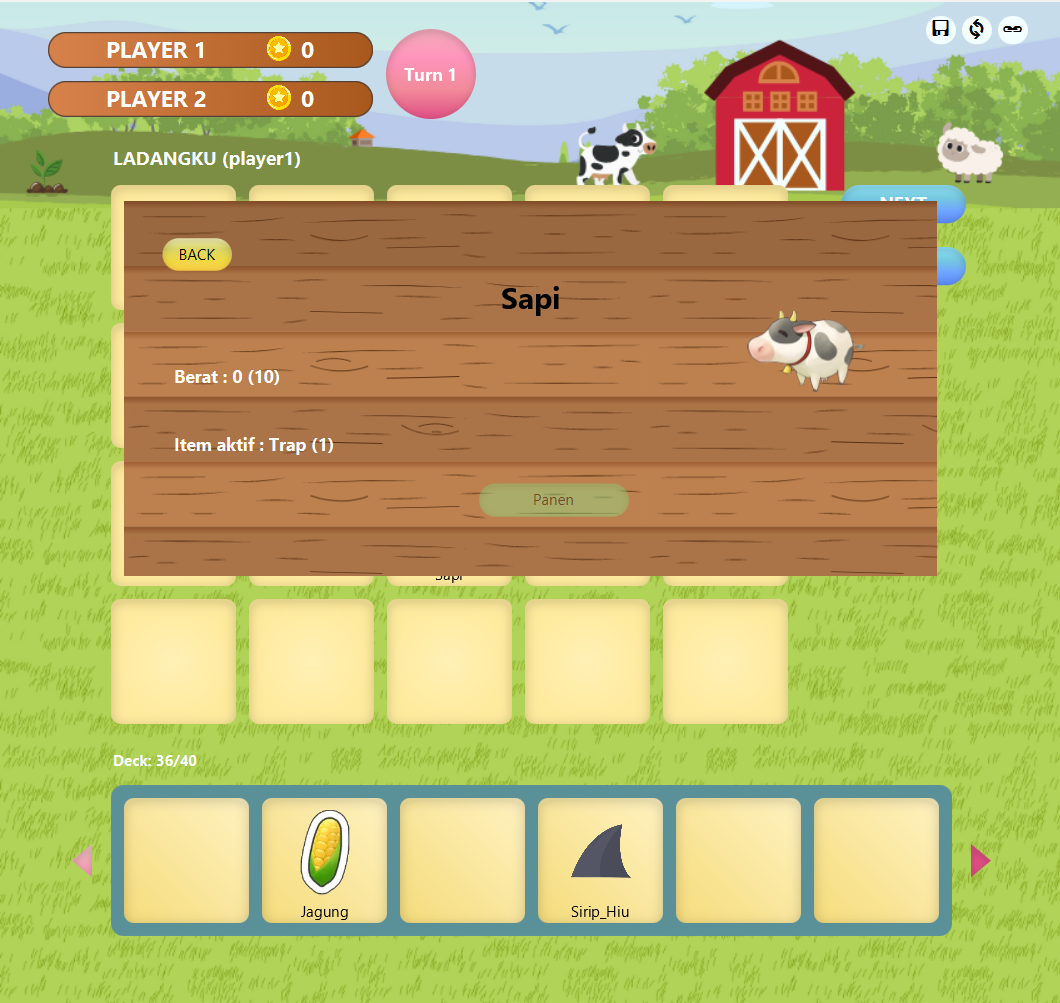 PLAYER 1 0
Turn 1
PLAYER 2 0
LADANGKU (player1)
NEXT
BACK
Sapi
Berat : 0 (10)
Item aktif : Trap (1)
Panen
Sapi
Deck: 36/40
Jagung
Sirip_Hiu